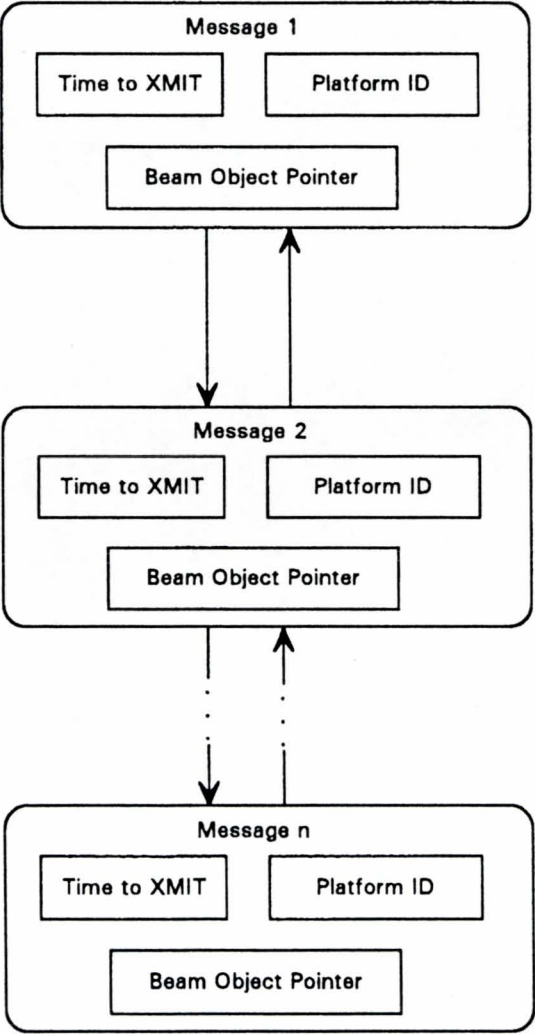 Message 1
Time to XMIT
Platform ID
Beam Object Pointer
Message 2
Time to XMIT
Platform ID
Beam Object Pointer
Message n
Time to XMIT
Platform ID
Beam Object Pointer